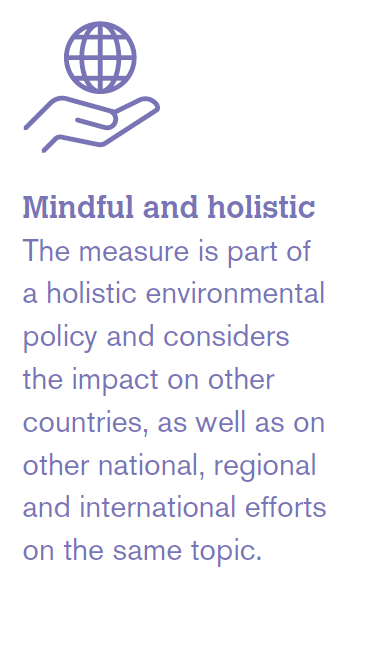 Mindful and holistic
The measure is part of
a holistic environmental
policy and considers
the impact on other
countries, as well as on
other national, regional
and international efforts
on the same topic.